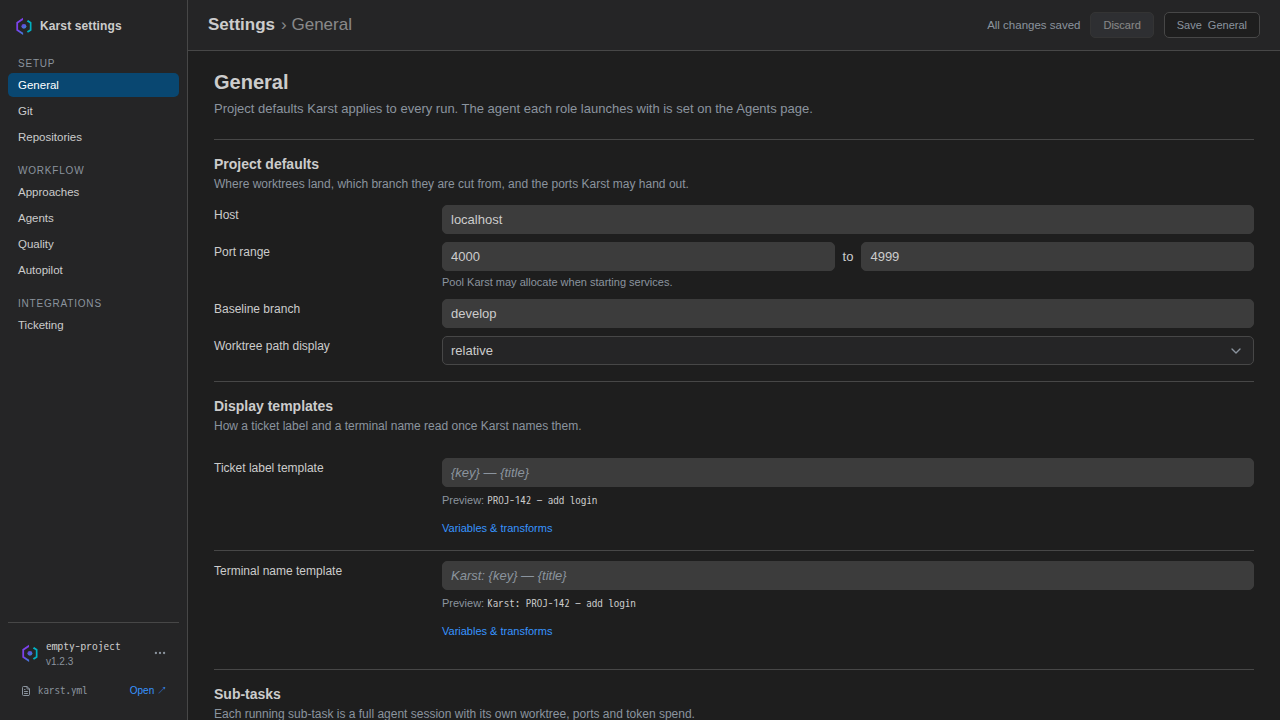 Karst settings
SETUP
General
Git
Repositories
WORKFLOW
Approaches
Agents
Quality
Autopilot
INTEGRATIONS
Ticketing
empty-project
v1.2.3
karst.yml
Open ↗
Settings › General
All changes saved
Discard
Save General
General
Project defaults Karst applies to every run. The agent each role launches with is set on the Agents page.
Project defaults
Where worktrees land, which branch they are cut from, and the ports Karst may hand out.
Host
localhost
Port range
4000 to 4999
Pool Karst may allocate when starting services.
Baseline branch
develop
Worktree path display
relative
Display templates
How a ticket label and a terminal name read once Karst names them.
Ticket label template
{key} — {title}
Preview: PROJ-142 — add login
Variables & transforms
Terminal name template
Karst: {key} — {title}
Preview: Karst: PROJ-142 — add login
Variables & transforms
Sub-tasks
Each running sub-task is a full agent session with its own worktree, ports and token spend.